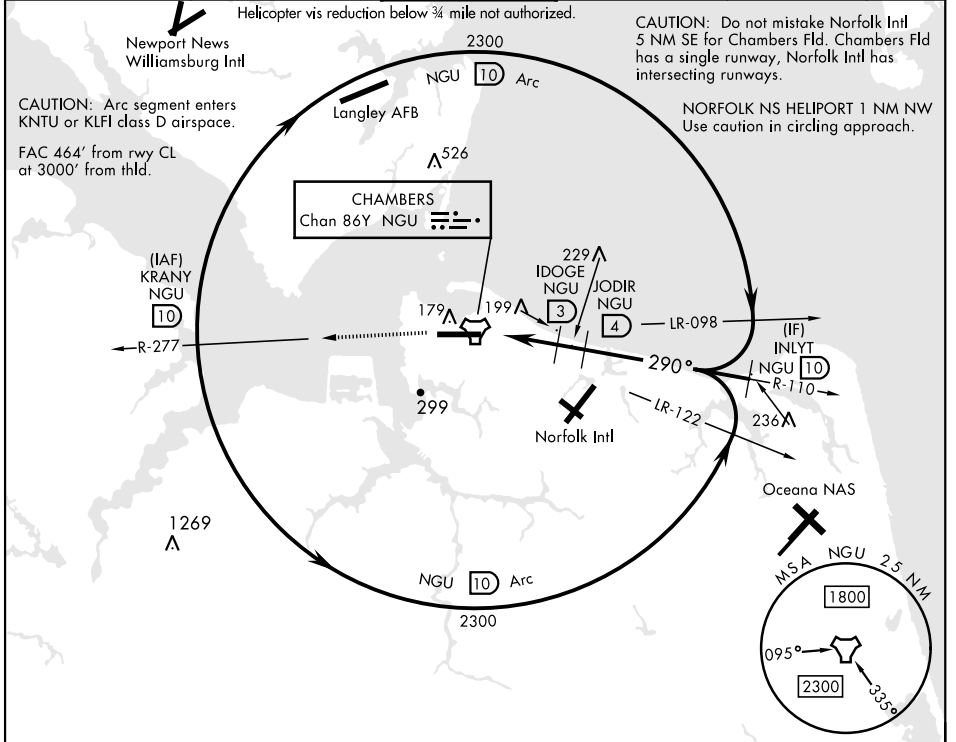 Helicopter vis reduction below ¾ mile not authorized.
Newport News
Williamsburg Intl
CAUTION: Do not mistake Norfolk Intl
5 NM SE for Chambers Fld. Chambers Fld
has a single runway, Norfolk Intl has
intersecting runways.
NORFOLK NS HELIPORT 1 NM NW
Use caution in circling approach.
2300
NGU 10 Arc
Langley AFB
CAUTION: Arc segment enters
KNTU or KLFI class D airspace.
FAC 464' from rwy CL
at 3000' from thld.
526
CHAMBERS
Chan 86Y NGU
(IAF)
KRANY
NGU
10
R-277
179
199
229
IDOGE
NGU
3
JODIR
NGU
4
LR-098
(IF)
INLYT
NGU 10
R-110
290°
LR-122
236
299
Norfolk Intl
Oceana NAS
1269
NGU 10 Arc
2300
MSA NGU 25 NM
1800
095°
2300
335°